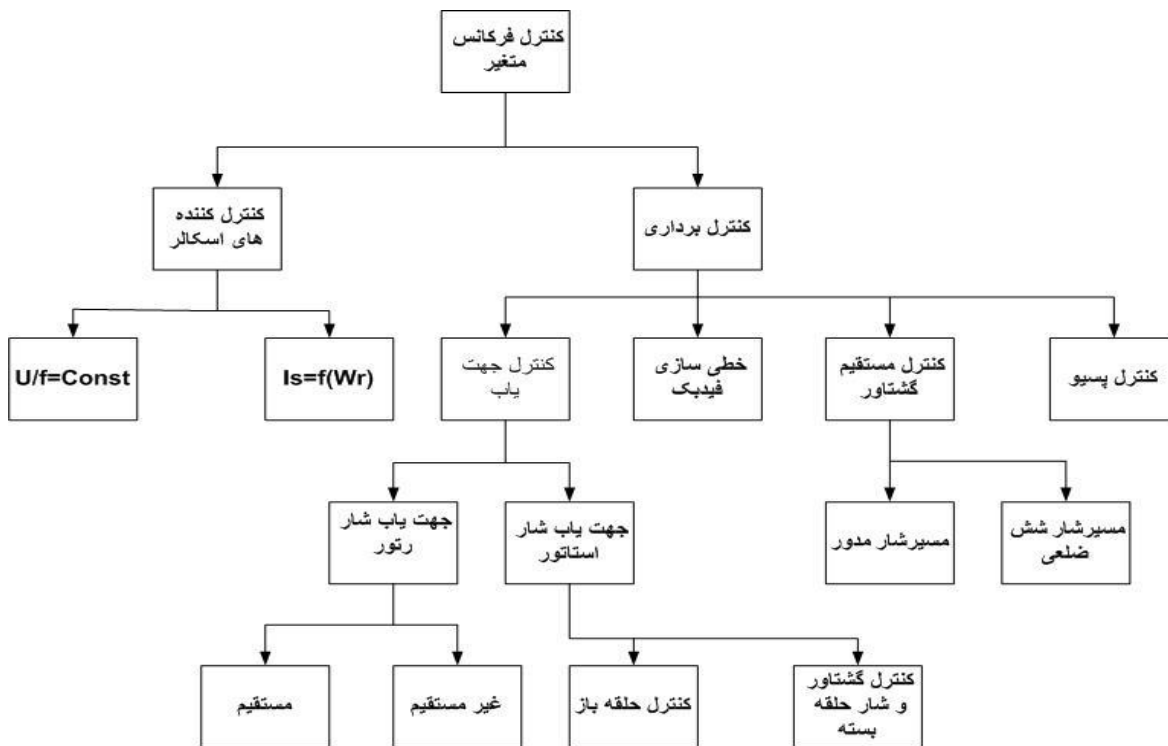 کنترل فرکانس
متغیر
کنترل کننده
های اسکالر
کنترل برداری
U/f=Const
Is=f(Wr)
کنترل جهت
یاب
خطی سازی
فیدبک
کنترل مستقیم
گشتاور
کنترل پسیو
جهت یاب شار
رتور
جهت یاب شار
استاتور
مسیرشار مدور
مسیرشار شش
ضلعی
مستقیم
غیر مستقیم
کنترل حلقه باز
کنترل گشتاور
و شار حلقه
بسته